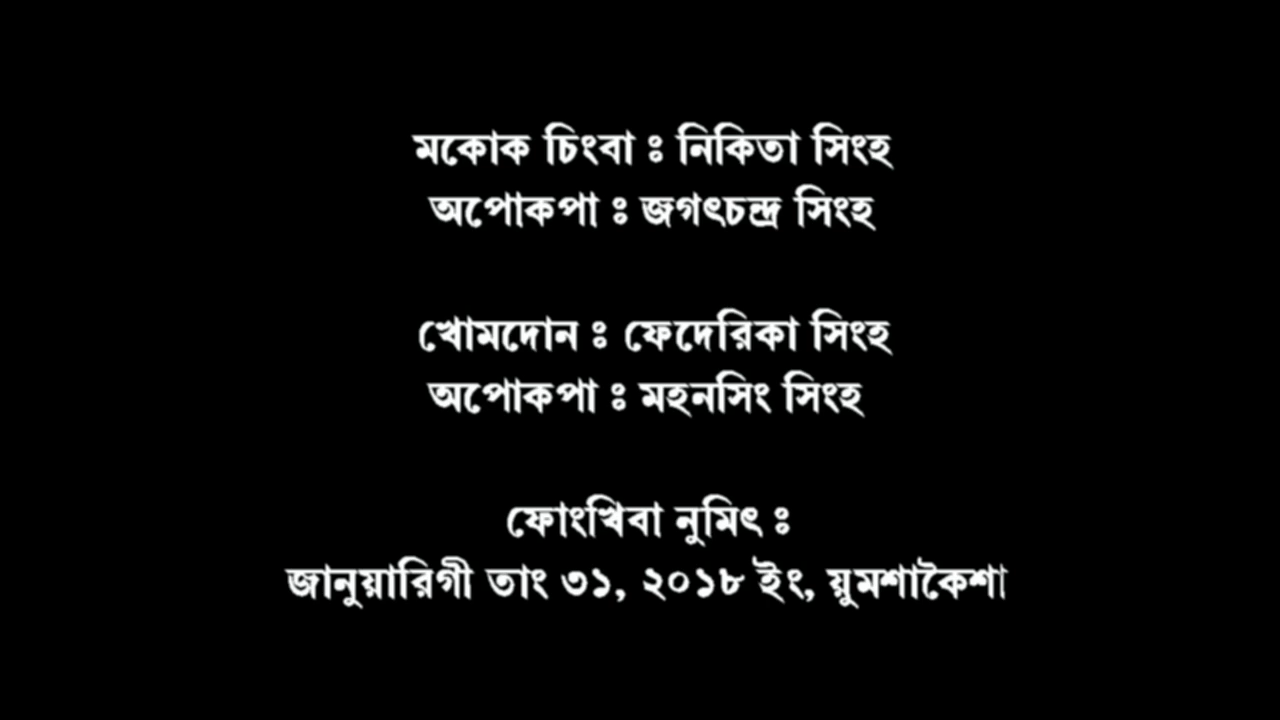 মকোক চিংবা ঃ নিকিতা সিংহ
অপোকপা ঃ জগৎচন্দ্র সিংহ
খোমদোন ঃ ফেদেরিকা সিংহ
অপোকপা ঃ মহনসিং সিংহ
ফোংখিবা নুমিৎ ঃ
জানুয়ারিগী তাং ৩১, ২০১৮ ইং, য়ুমশাকৈশা